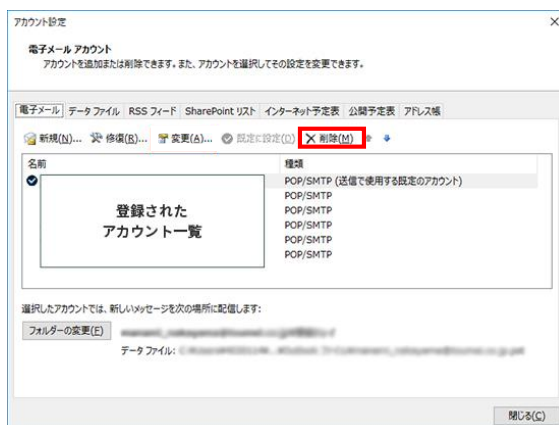 アカウント設定
電子メール アカウント
アカウントを追加または削除できます。また、アカウントを選択してその設定を変更できます。
電子メール データ ファイル RSS フィード SharePoint リスト インターネット予定表 公開予定表 アドレス帳
新規(N)... 修復(R)... 変更(A)... 既定に設定(D) 削除(M)
名前 種類
POP/SMTP (送信で使用する既定のアカウント)
POP/SMTP
POP/SMTP
POP/SMTP
POP/SMTP
POP/SMTP
登録された
アカウント一覧
選択したアカウントでは、新しいメッセージを次の場所に配信します:
フォルダーの変更(F)
データ ファイル:
閉じる(C)